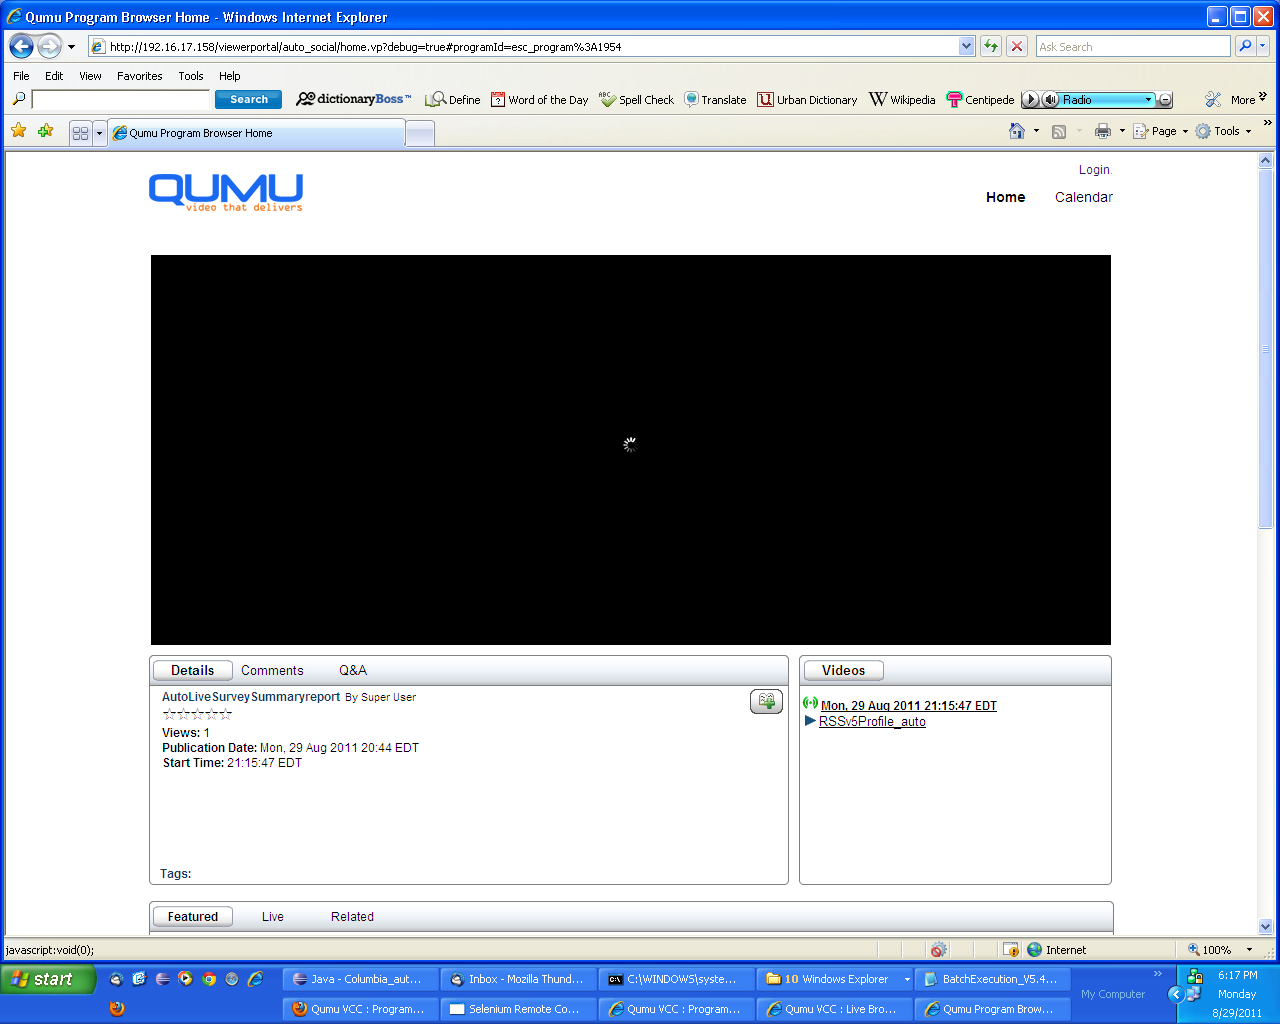 Qumu Program Browser Home - Windows Internet Explorer
http://192.16.17.158/viewerportal/auto_social/home.vp?debug=true#programId=esc_program%3A1954
Ask Search
File Edit View Favorites Tools Help
Search dictionaryBoss™ Define Word of the Day ABC Spell Check Translate U Urban Dictionary W Wikipedia Centipede Radio More »
Qumu Program Browser Home
Page Tools »
Login
QUMU
video that delivers
Home Calendar
Details Comments Q&A
AutoLiveSurveySummaryreport By Super User
Views: 1
Publication Date: Mon, 29 Aug 2011 20:44 EDT
Start Time: 21:15:47 EDT
Tags:
Videos
Mon, 29 Aug 2011 21:15:47 EDT
RSSv5Profile_auto
Featured Live Related
javascript:void(0);
Internet
100%
start
Java - Columbia_aut...
Inbox - Mozilla Thund...
C:\WINDOWS\system...
10 Windows Explorer
BatchExecution_V5.4...
Qumu VCC : Program...
Selenium Remote Co...
Qumu VCC : Program...
Qumu VCC : Live Bro...
Qumu Program Brow...
My Computer »
6:17 PM
Monday
8/29/2011